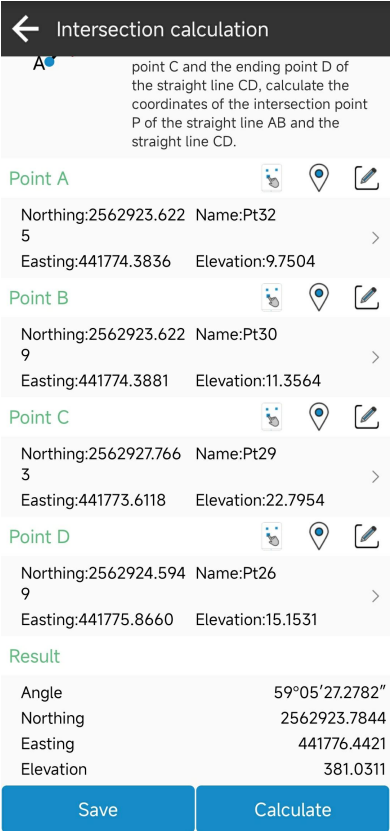 Intersection calculation
A
point C and the ending point D of
the straight line CD, calculate the
coordinates of the intersection point
P of the straight line AB and the
straight line CD.
Point A
Northing:2562923.622 Name:Pt32
5
Easting:441774.3836 Elevation:9.7504
Point B
Northing:2562923.622 Name:Pt30
9
Easting:441774.3881 Elevation:11.3564
Point C
Northing:2562927.766 Name:Pt29
3
Easting:441773.6118 Elevation:22.7954
Point D
Northing:2562924.594 Name:Pt26
9
Easting:441775.8660 Elevation:15.1531
Result
Angle 59°05′27.2782″
Northing 2562923.7844
Easting 441776.4421
Elevation 381.0311
Save Calculate